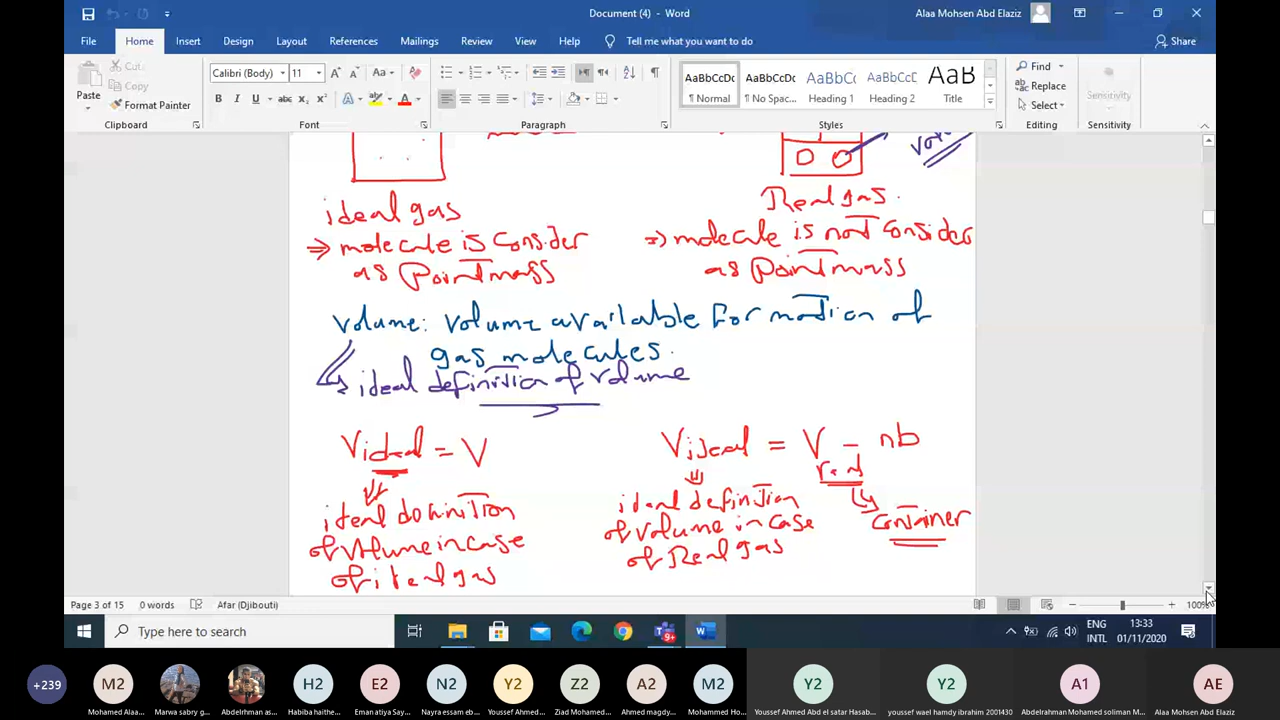 Document (4) - Word
Alaa Mohsen Abd Elaziz
File Home Insert Design Layout References Mailings Review View Help Tell me what you want to do Share
Paste
Cut
Copy
Format Painter
Calibri (Body) 11
AaBbCcDc AaBbCcDc AaBbC AaBbCcC AaB
¶ Normal ¶ No Spac... Heading 1 Heading 2 Title
Find
Replace
Select
Sensitivity
Clipboard Font Paragraph Styles Editing Sensitivity
ideal gas
⇒ molecule is consider
as pointmass
Real gas.
⇒ molecule is not consider
as pointmass
volume: volume available for motion of
gas molecules.
ideal definition of volume
Videal = V
ideal definition
of volume in case
of ideal gas
Videal = Vreal - nb
ideal definition
of volume in case
of Real gas
container
Page 3 of 15 0 words Afar (Djibouti) 100%
Type here to search
9+
ENG
INTL
13:33
01/11/2020
+239 M2 H2 E2 N2 Y2 Z2 A2 M2 Y2 Y2 A1 AE
Mohamed Alaa... Marwa sabry g... Abdelrhman as... Habiba haithe... Eman atiya Say... Nayra essam eb... Youssef Ahmed... Ziad Mohamed... Ahmed magdy... Mohammed Ho... Youssef Ahmed Abd el satar Hasab... youssef wael hamdy ibrahim 2001430 Abdelrahman Mohamed soliman M... Alaa Mohsen Abd Elaziz